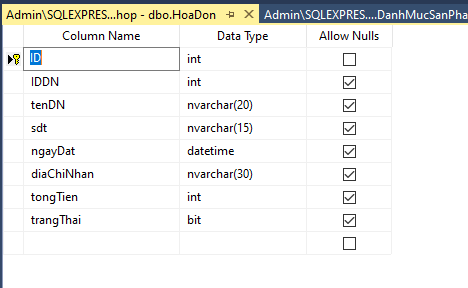 Admin\SQLEXPRES...hop - dbo.HoaDon
Admin\SQLEXPRES....DanhMucSanPha
Column Name Data Type Allow Nulls
ID int
IDDN int
tenDN nvarchar(20)
sdt nvarchar(15)
ngayDat datetime
diaChiNhan nvarchar(30)
tongTien int
trangThai bit